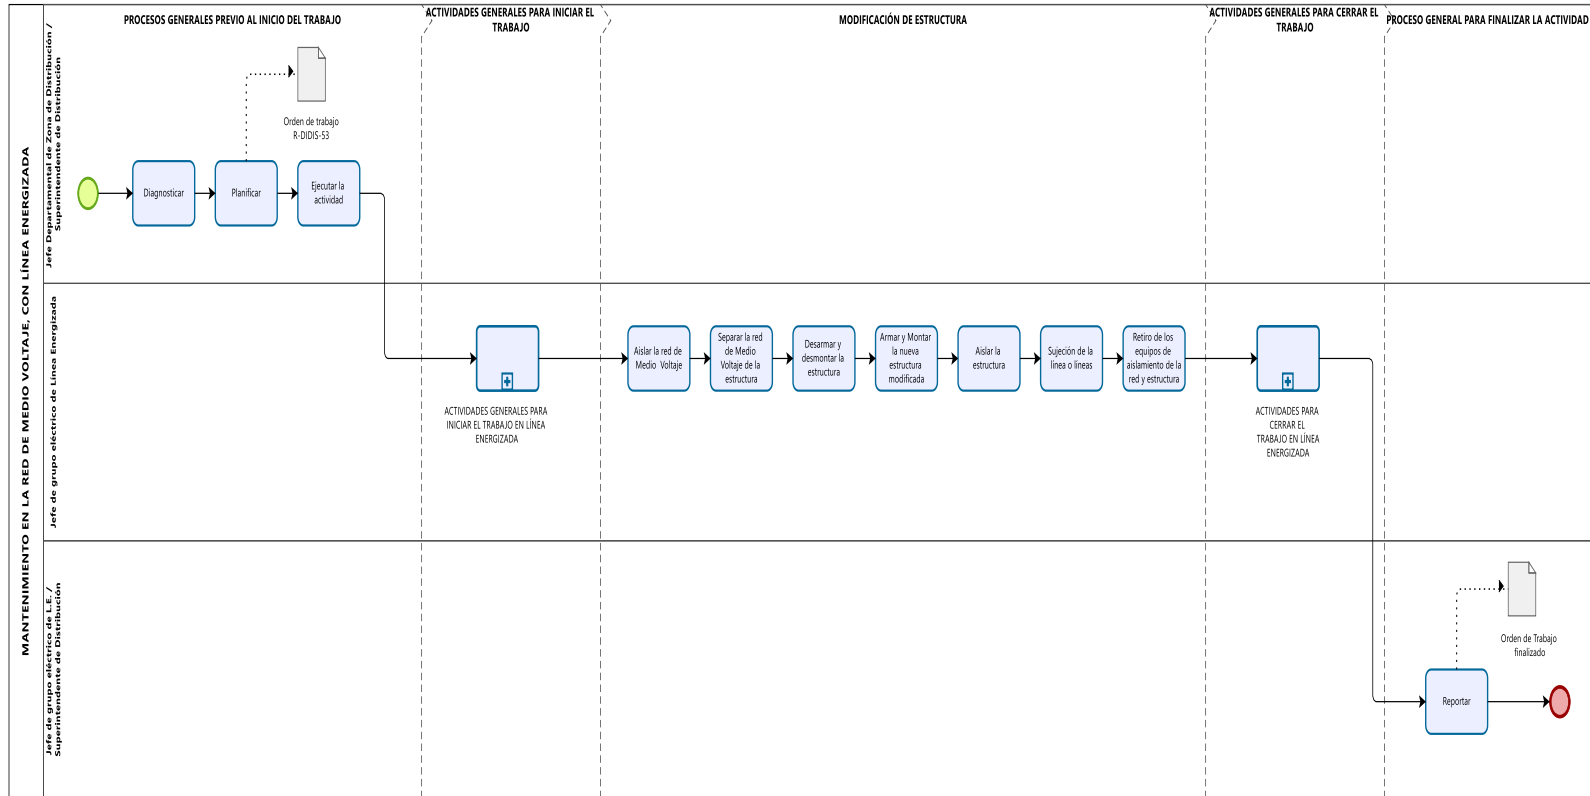 MANTENIMIENTO EN LA RED DE MEDIO VOLTAJE, CON LÍNEA ENERGIZADA
PROCESOS GENERALES PREVIO AL INICIO DEL TRABAJO
ACTIVIDADES GENERALES PARA INICIAR EL
TRABAJO
MODIFICACIÓN DE ESTRUCTURA
ACTIVIDADES GENERALES PARA CERRAR EL
TRABAJO
PROCESO GENERAL PARA FINALIZAR LA ACTIVIDAD
Jefe Departamental de Zona de Distribución /
Superintendente de Distribución
Orden de trabajo
R-DIDIS-53
Diagnosticar
Planificar
Ejecutar la
actividad
Jefe de grupo eléctrico de Línea Energizada
ACTIVIDADES GENERALES PARA
INICIAR EL TRABAJO EN LÍNEA
ENERGIZADA
Aislar la red de
Medio Voltaje
Separar la red
de Medio
Voltaje de la
estructura
Desarmar y
desmontar la
estructura
Armar y Montar
la nueva
estructura
modificada
Aislar la
estructura
Sujeción de la
línea o líneas
Retiro de los
equipos de
aislamiento de la
red y estructura
ACTIVIDADES PARA
CERRAR EL
TRABAJO EN LÍNEA
ENERGIZADA
Jefe de grupo eléctrico de L.E. /
Superintendente de Distribución
Orden de Trabajo
finalizado
Reportar